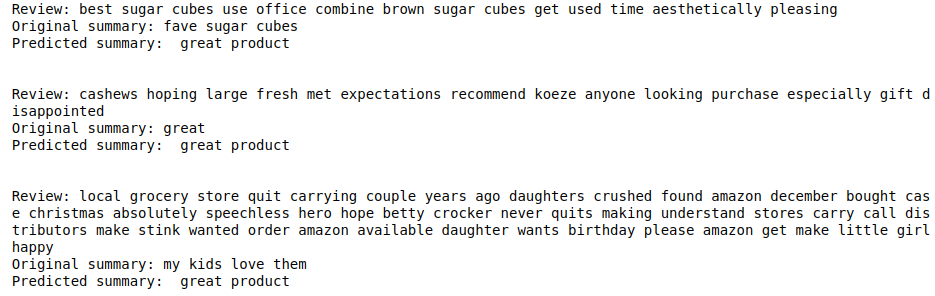 Review: best sugar cubes use office combine brown sugar cubes get used time aesthetically pleasing
Original summary: fave sugar cubes
Predicted summary:  great product
Review: cashews hoping large fresh met expectations recommend koeze anyone looking purchase especially gift d
isappointed
Original summary: great
Predicted summary:  great product
Review: local grocery store quit carrying couple years ago daughters crushed found amazon december bought cas
e christmas absolutely speechless hero hope betty crocker never quits making understand stores carry call dis
tributors make stink wanted order amazon available daughter wants birthday please amazon get make little girl
happy
Original summary: my kids love them
Predicted summary:  great product